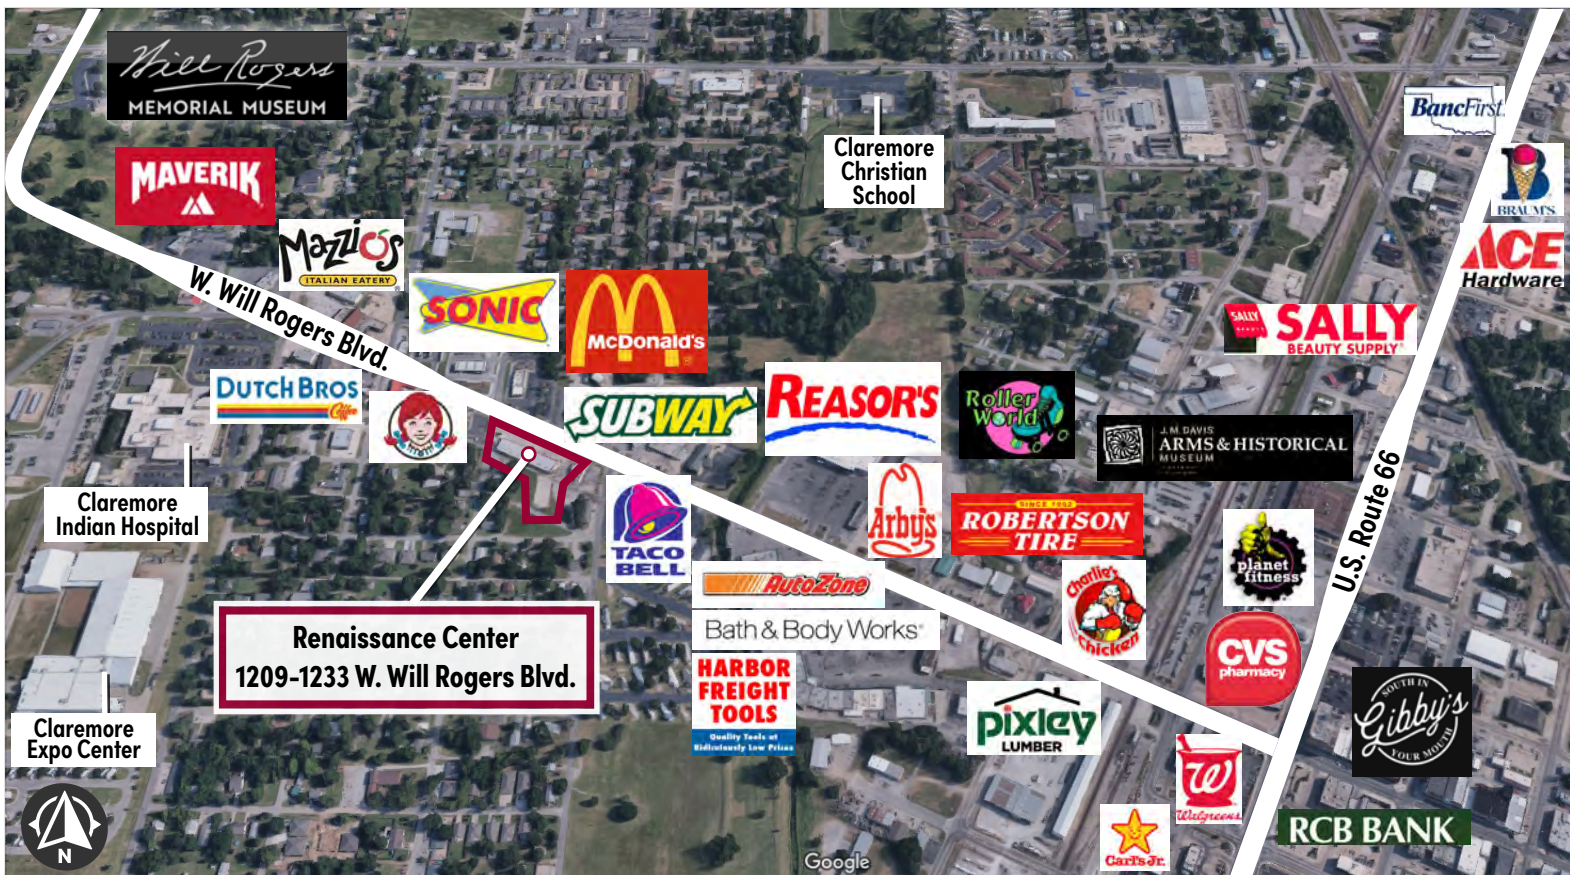 Will Rogers
MEMORIAL MUSEUM
MAVERIK
Mazzio's
ITALIAN EATERY
W. Will Rogers Blvd.
SONIC
McDonald's
Claremore
Christian
School
BancFirst
B
BRAUM'S
ACE
Hardware
SALLY
BEAUTY
SALLY
BEAUTY SUPPLY
DUTCH BROS
Coffee
SUBWAY
REASOR'S
Roller
World
J.M. DAVIS
ARMS & HISTORICAL
MUSEUM
U.S. Route 66
Claremore
Indian Hospital
TACO
BELL
Arby's
SINCE 1952
ROBERTSON
TIRE
planet
fitness
AutoZone
Bath & Body Works
Charlie's
Chicken
CVS
pharmacy
Renaissance Center
1209-1233 W. Will Rogers Blvd.
HARBOR
FREIGHT
TOOLS
Quality Tools at
Ridiculously Low Prices
pixley
LUMBER
SOUTH IN
Gibby's
YOUR MOUTH
Claremore
Expo Center
W
Walgreens
Carl's Jr.
RCB BANK
N
Google